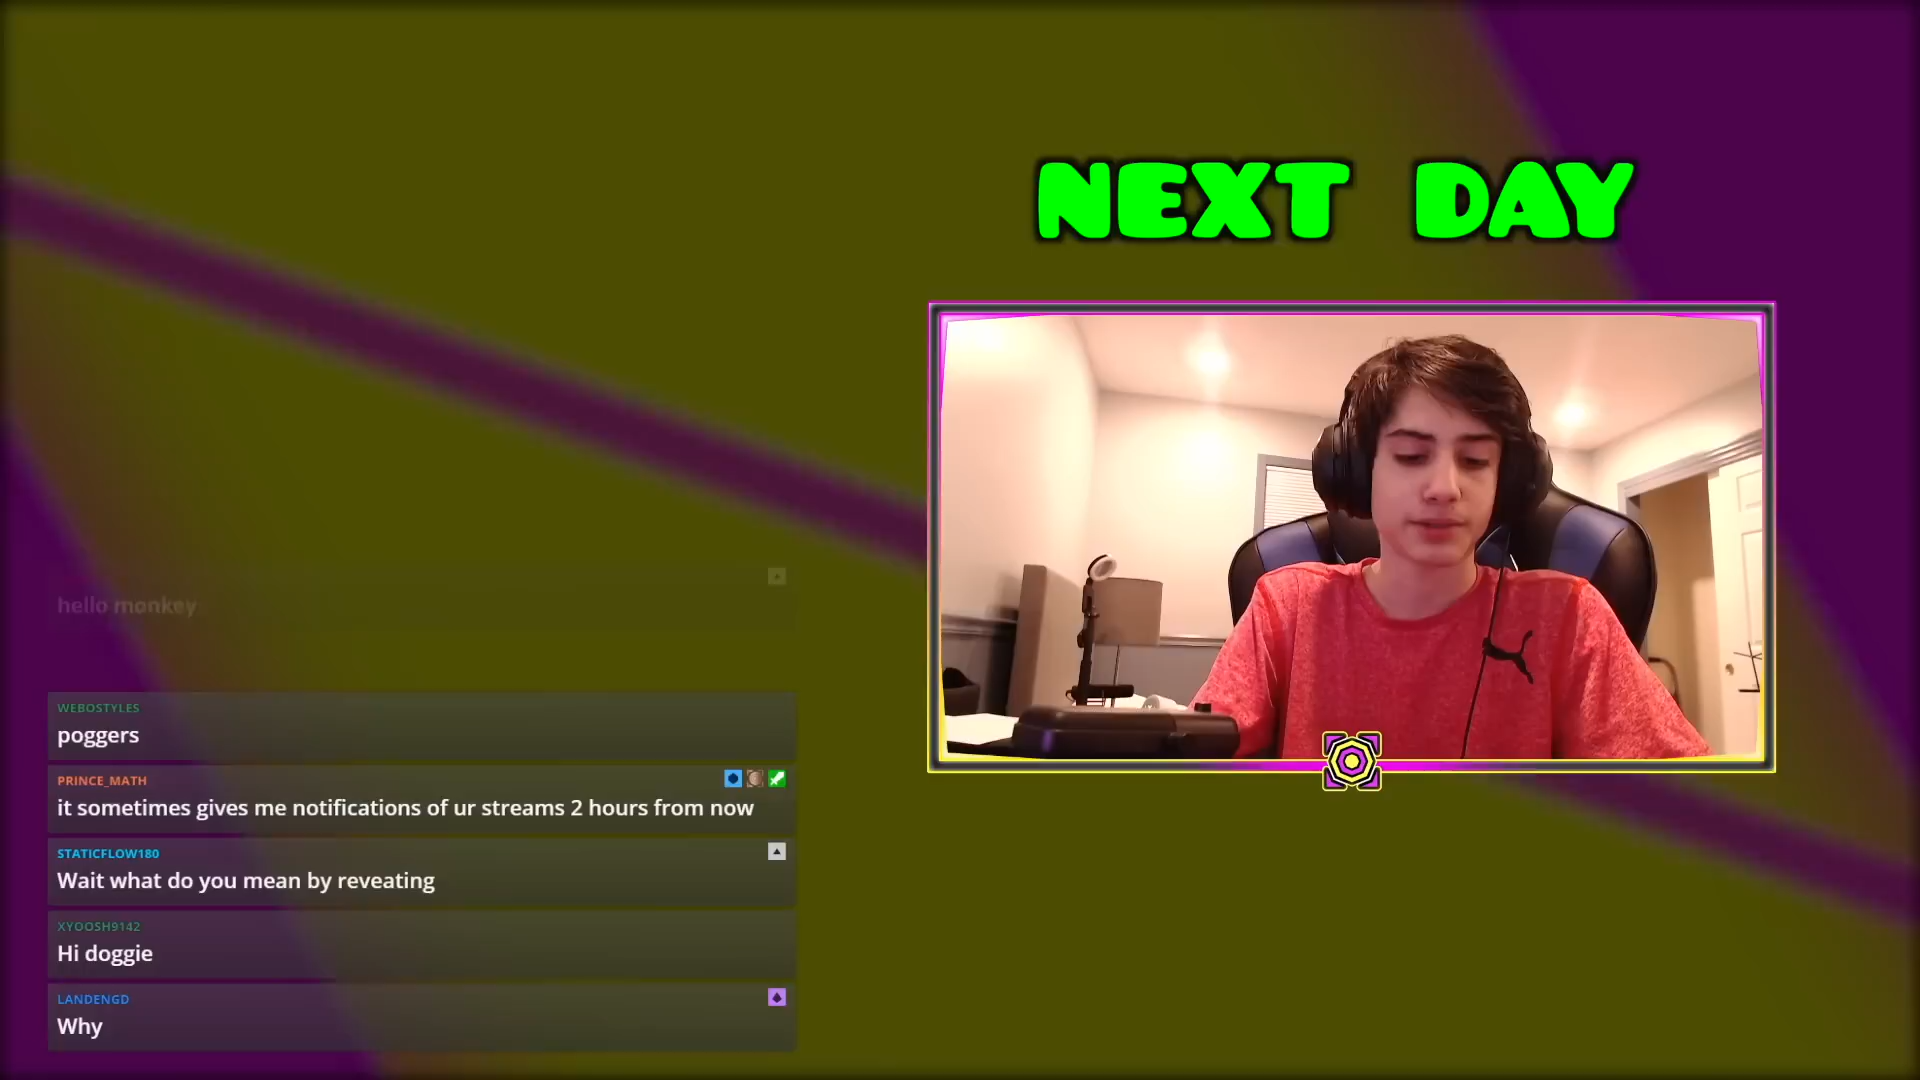 NEXT DAY
hello monkey
WEBOSTYLES
poggers
PRINCE_MATH
it sometimes gives me notifications of ur streams 2 hours from now
STATICFLOW180
Wait what do you mean by reveating
XYOOSH9142
Hi doggie
LANDENGD
Why